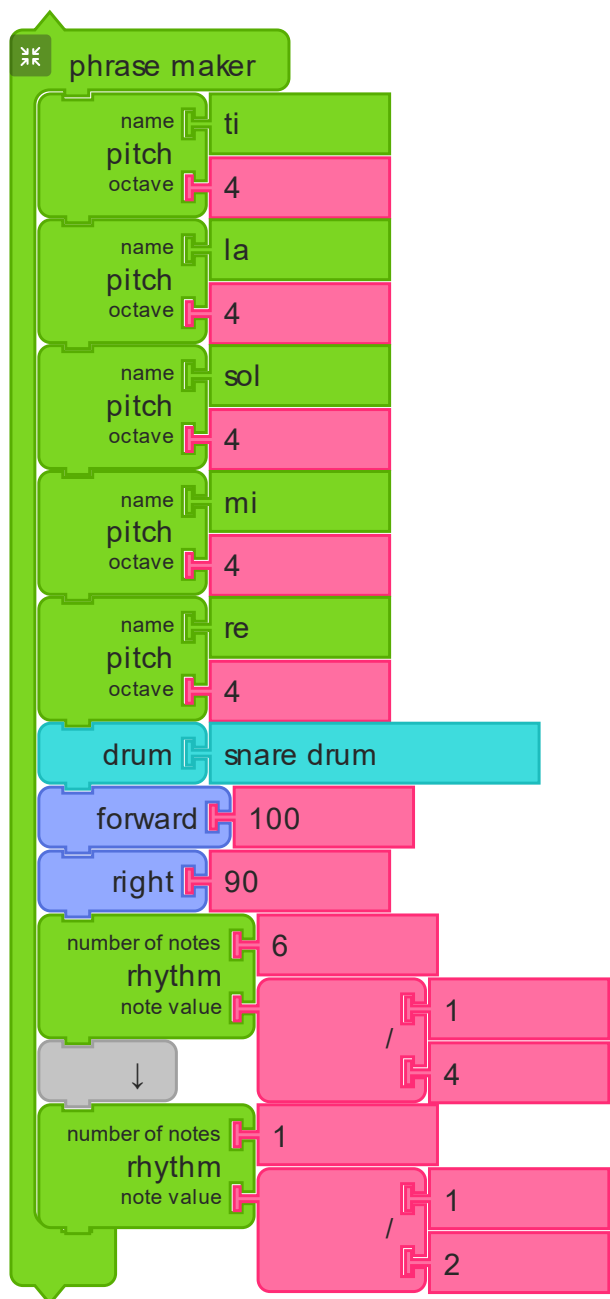 phrase maker
name ti
pitch
octave 4
name la
pitch
octave 4
name sol
pitch
octave 4
name mi
pitch
octave 4
name re
pitch
octave 4
drum snare drum
forward 100
right 90
number of notes 6
rhythm
note value 1
/
4
↓
number of notes 1
rhythm
note value 1
/
2